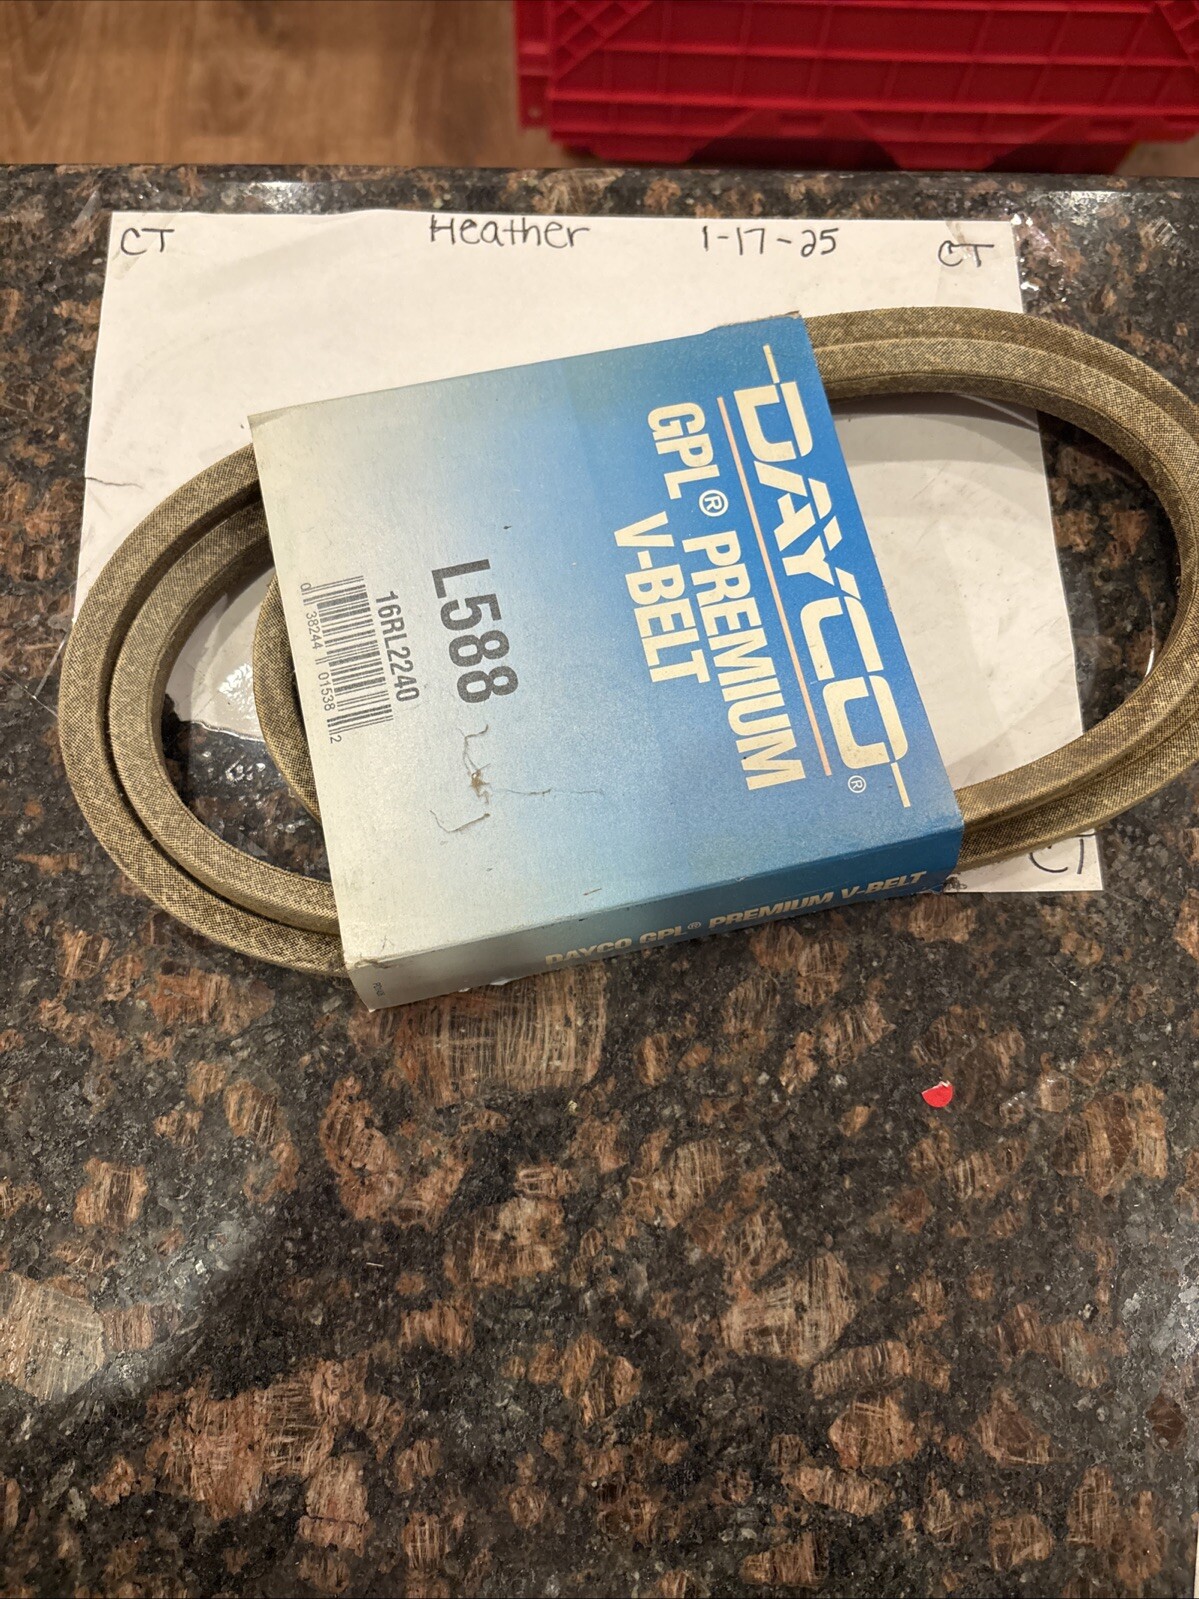 CT Heather 1-17-25 CT
DAYCO®
GPL® PREMIUM
V-BELT
L588
16RL2240
0 38244 01538 2
DAYCO GPL® PREMIUM V-BELT
CT